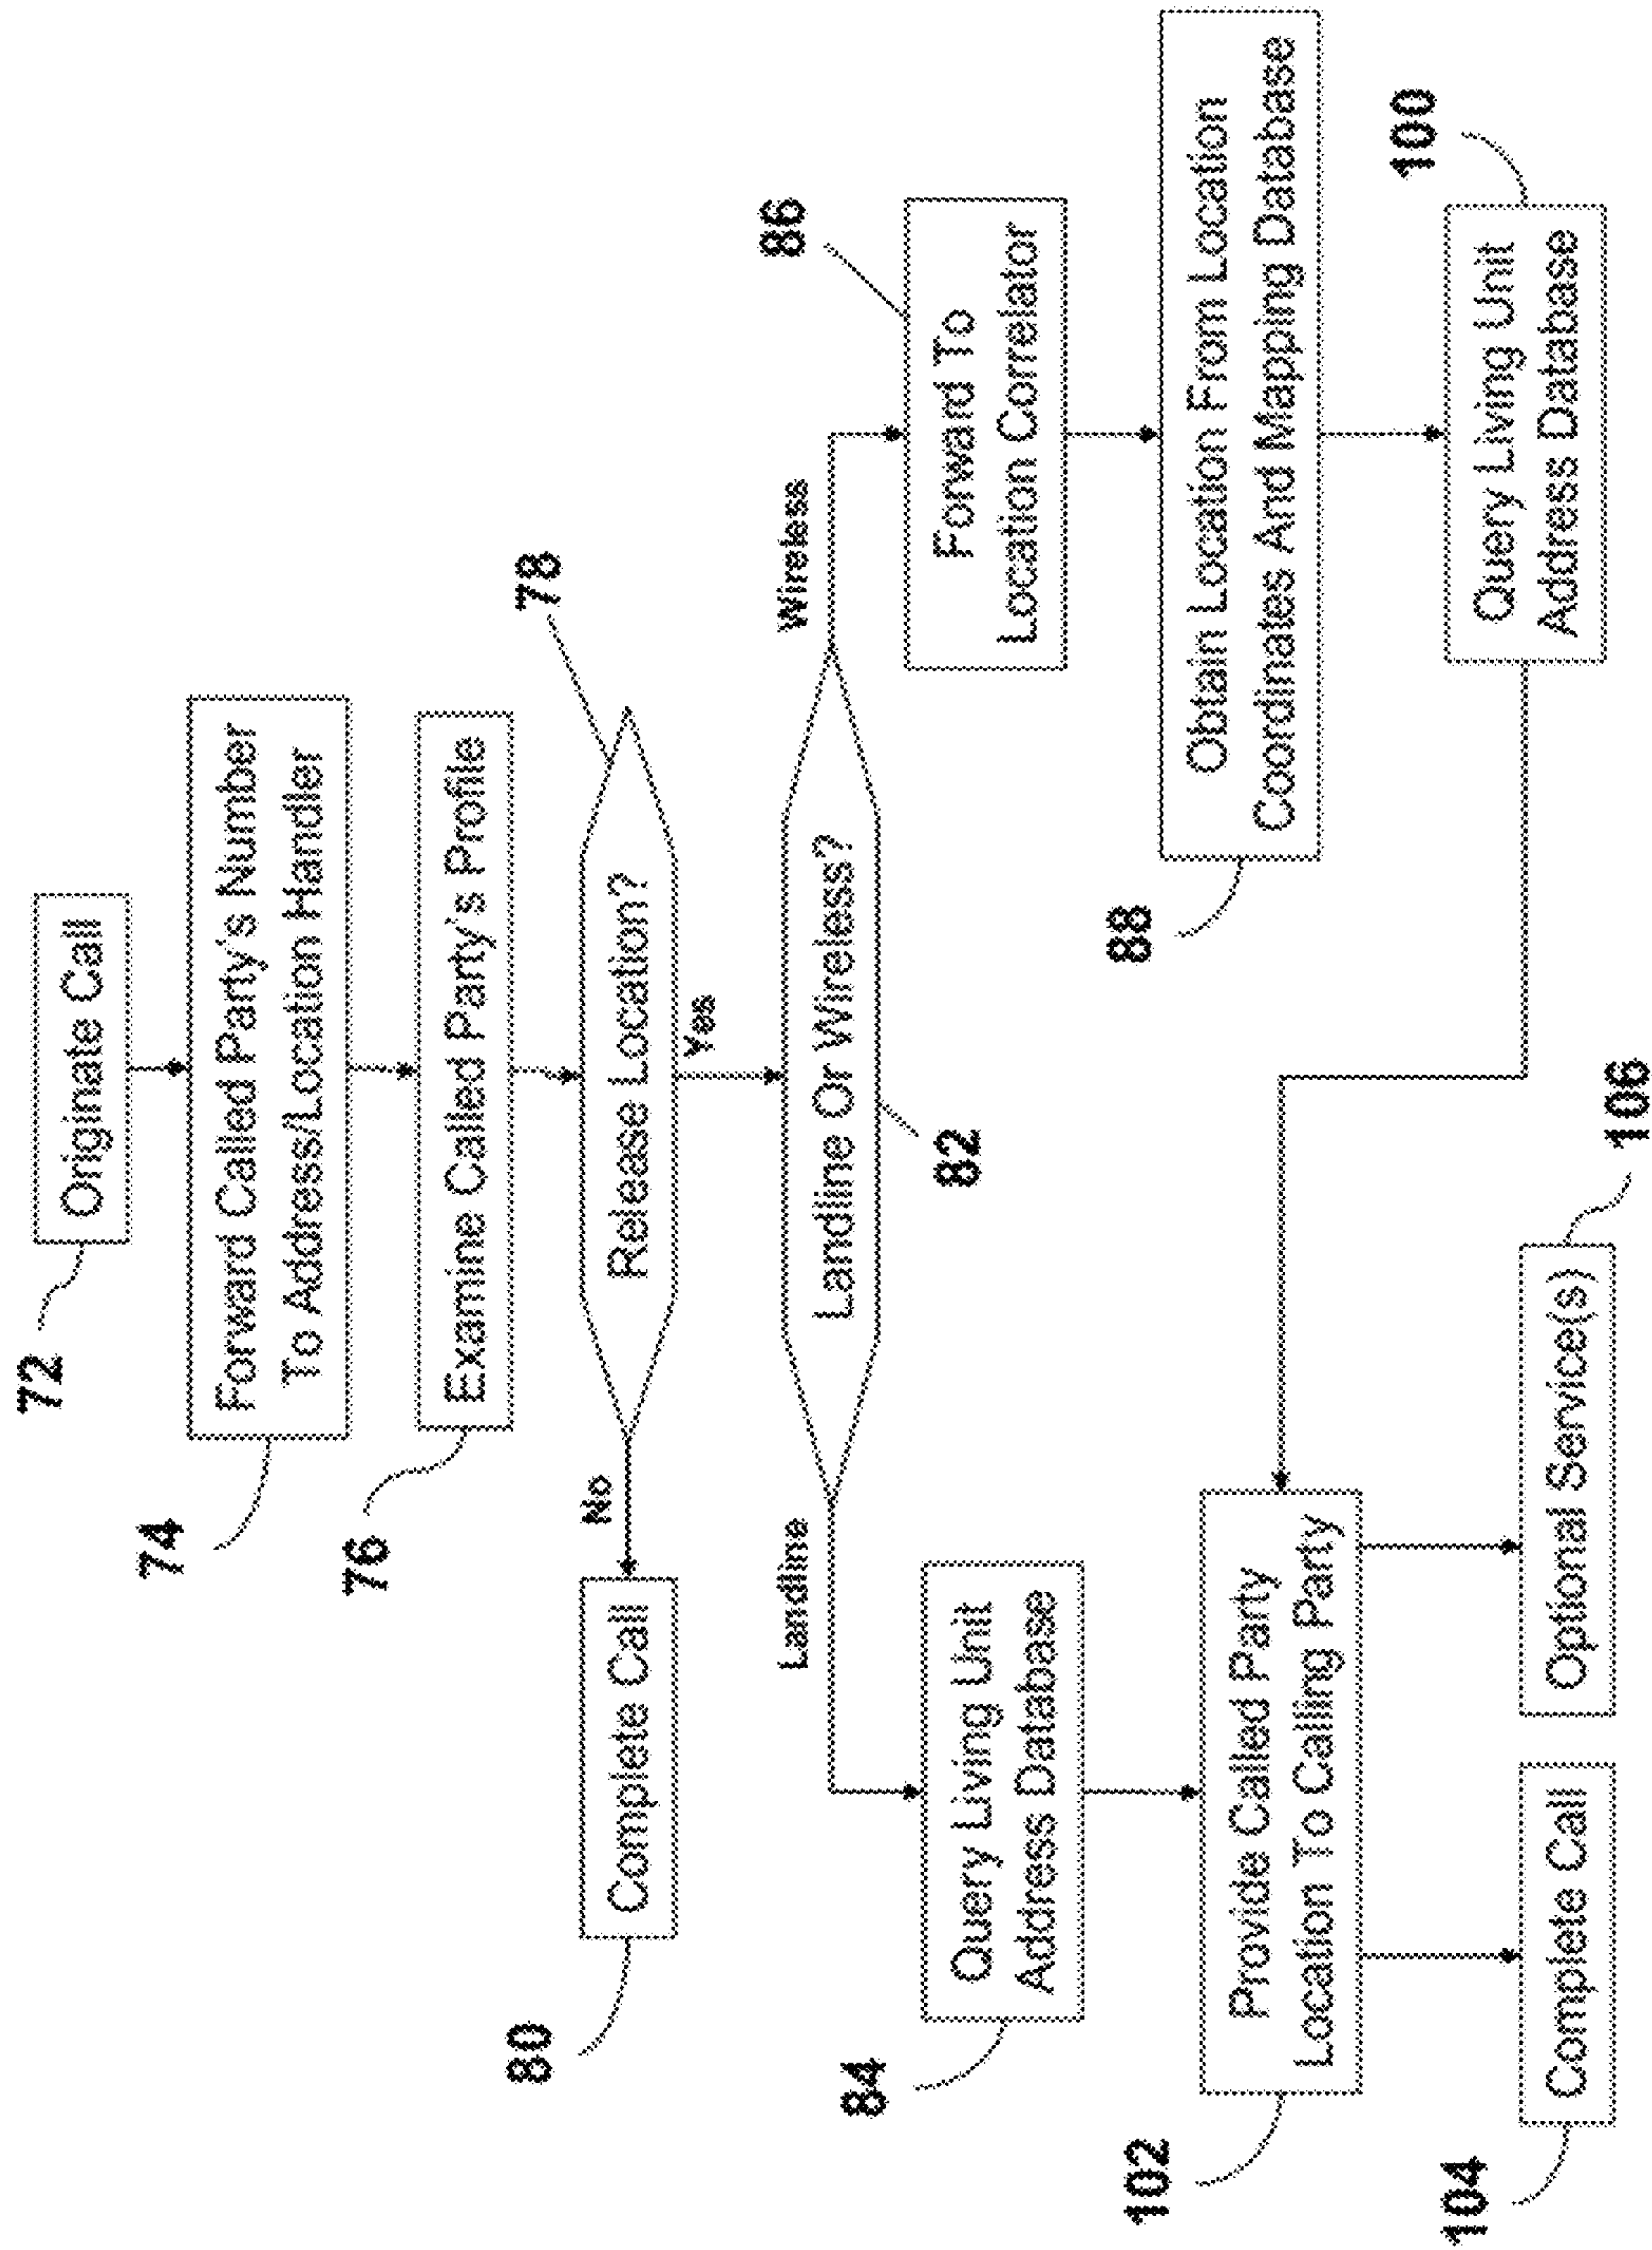 72
Originate Call
74
Forward Called Party's Number
To Address/Location Handler
76
Examine Called Party's Profile
78
Release Location?
No
Yes
80
Complete Call
82
Landline Or Wireless?
Landline
Wireless
84
Query Living Unit
Address Database
86
Forward To
Location Correlator
88
Obtain Location From Location
Coordinates And Mapping Database
100
Query Living Unit
Address Database
102
Provide Called Party
Location To Calling Party
104
Complete Call
106
Optional Service(s)